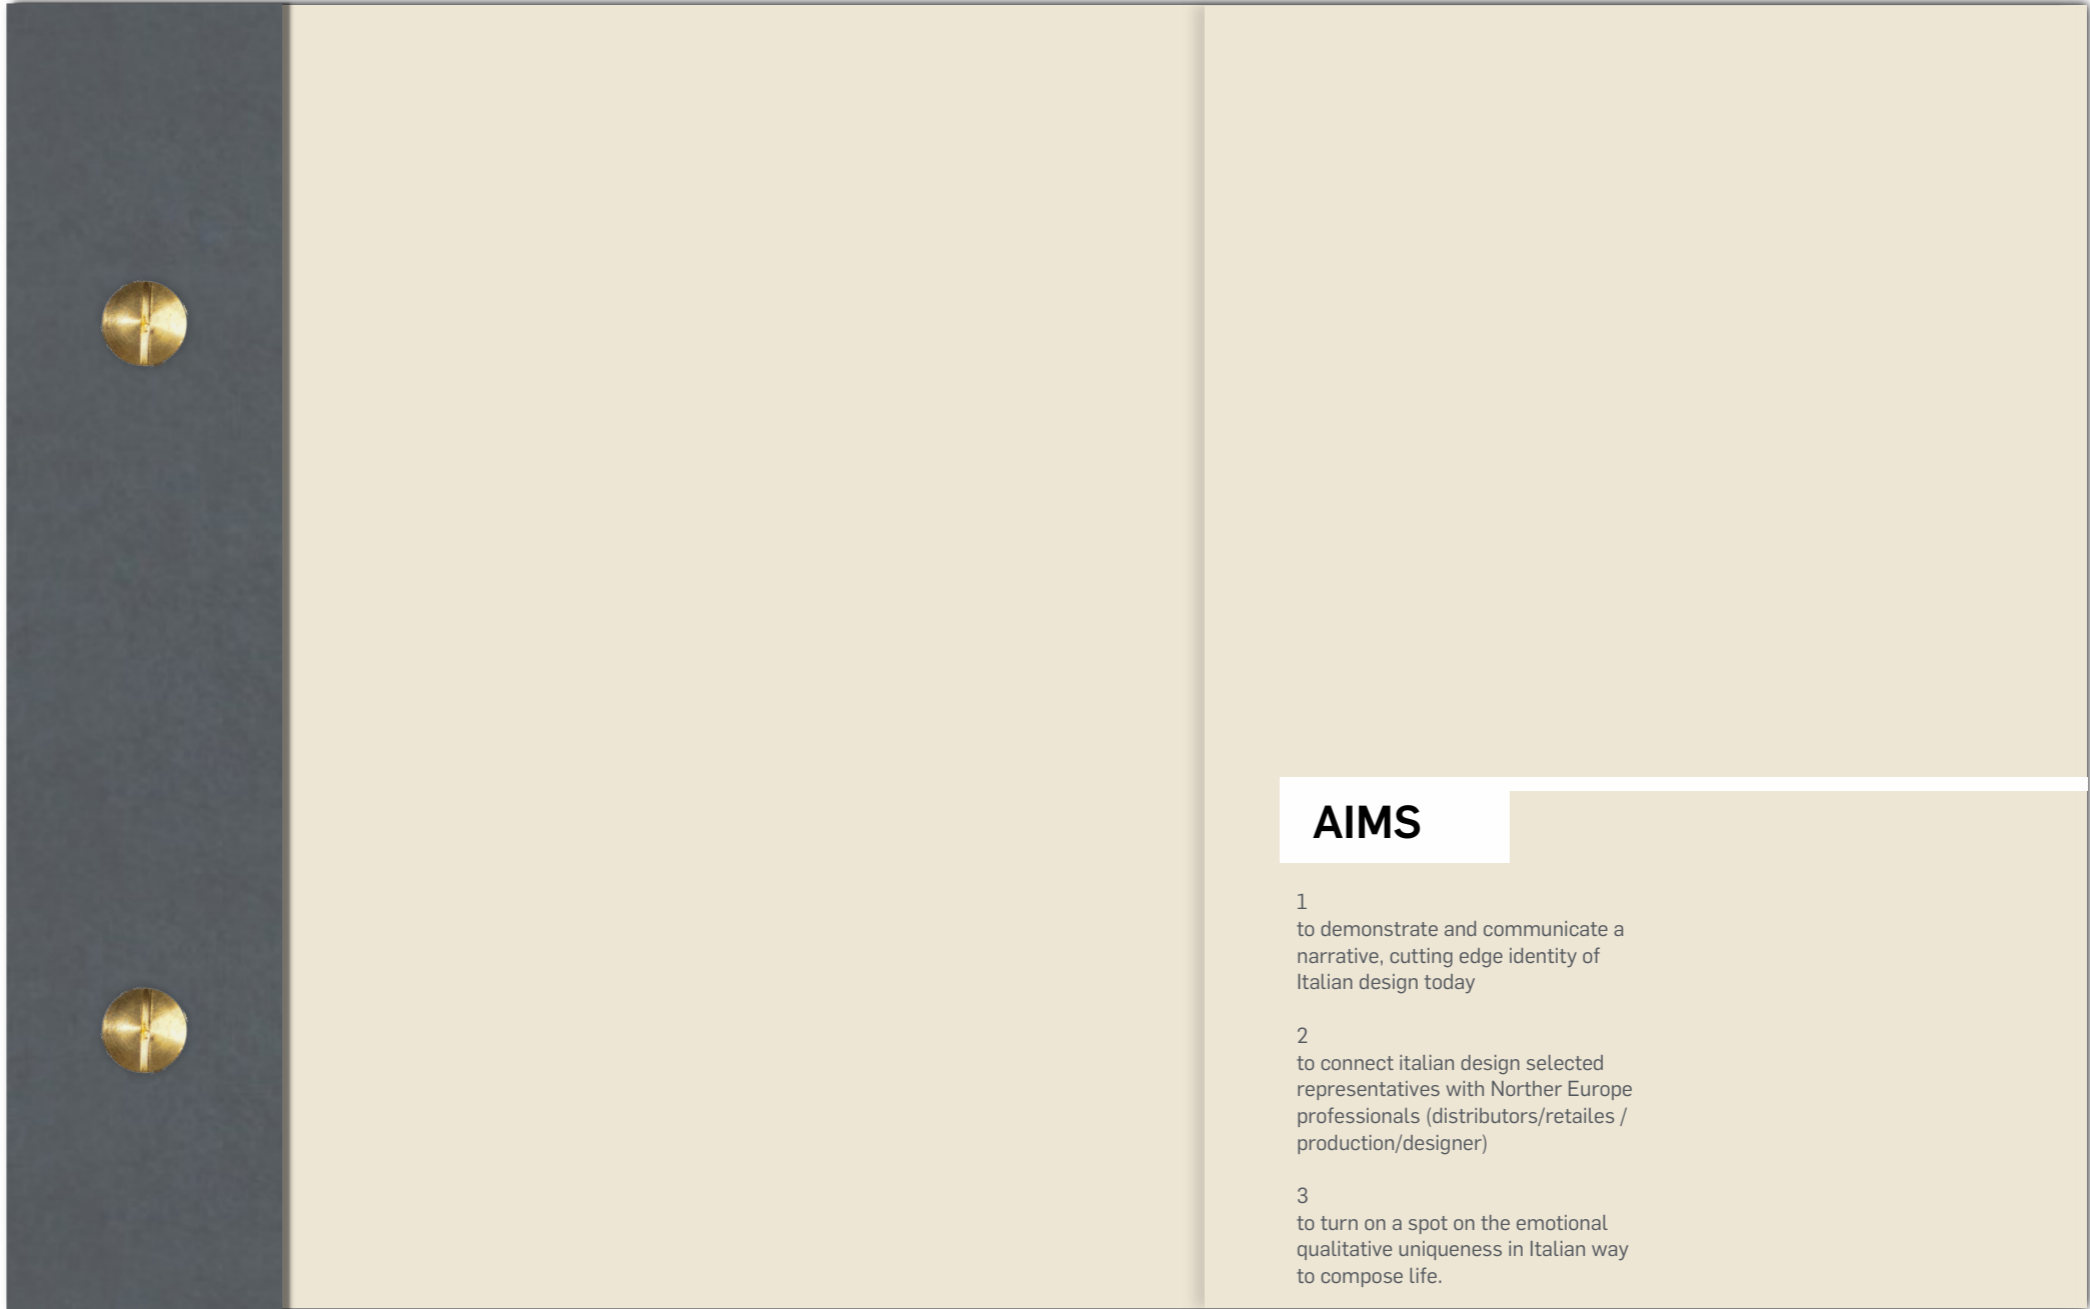 AIMS
1
to demonstrate and communicate a
narrative, cutting edge identity of
Italian design today
2
to connect italian design selected
representatives with Norther Europe
professionals (distributors/retailes /
production/designer)
3
to turn on a spot on the emotional
qualitative uniqueness in Italian way
to compose life.